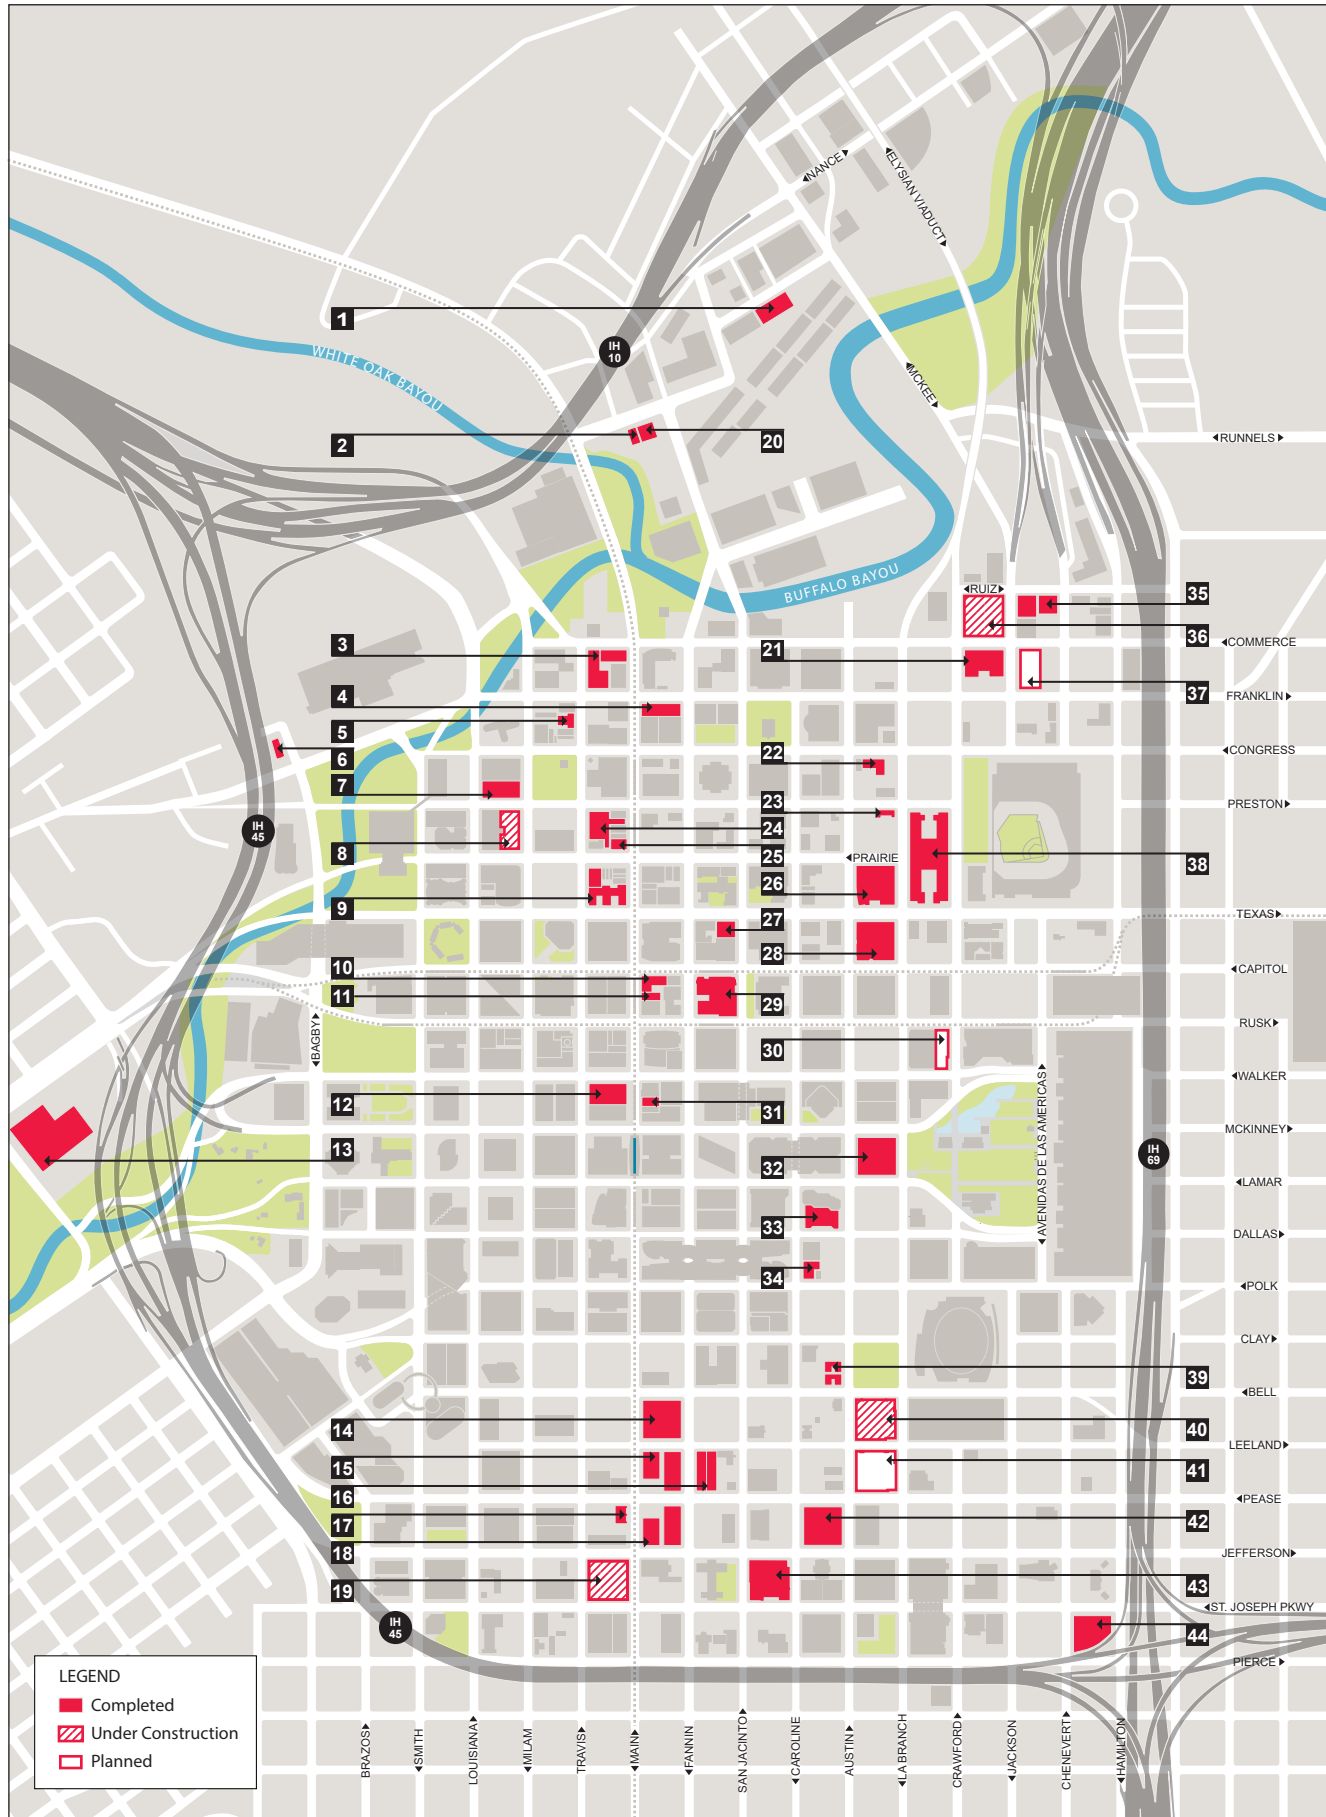 NANCE
ELYSIAN VIADUCT
1
IH
10
WHITE OAK BAYOU
MCKEE
2
20
RUNNELS
BUFFALO BAYOU
RUIZ
35
36
COMMERCE
3
21
37
4
FRANKLIN
5
6
22
CONGRESS
7
23
PRESTON
IH
45
24
8
25
PRAIRIE
38
26
9
TEXAS
27
28
10
CAPITOL
11
29
RUSK
BAGBY
30
WALKER
12
31
AVENIDAS DE LAS AMERICAS
MCKINNEY
13
32
IH
69
LAMAR
33
DALLAS
34
POLK
CLAY
39
BELL
14
40
LEELAND
15
41
16
PEASE
17
42
18
JEFFERSON
19
43
ST. JOSEPH PKWY
IH
45
44
PIERCE
LEGEND
Completed
Under Construction
Planned
BRAZOS
SMITH
LOUISIANA
MILAM
TRAVIS
MAIN
FANNIN
SAN JACINTO
CAROLINE
AUSTIN
LA BRANCH
CRAWFORD
JACKSON
CHENEVERT
HAMILTON